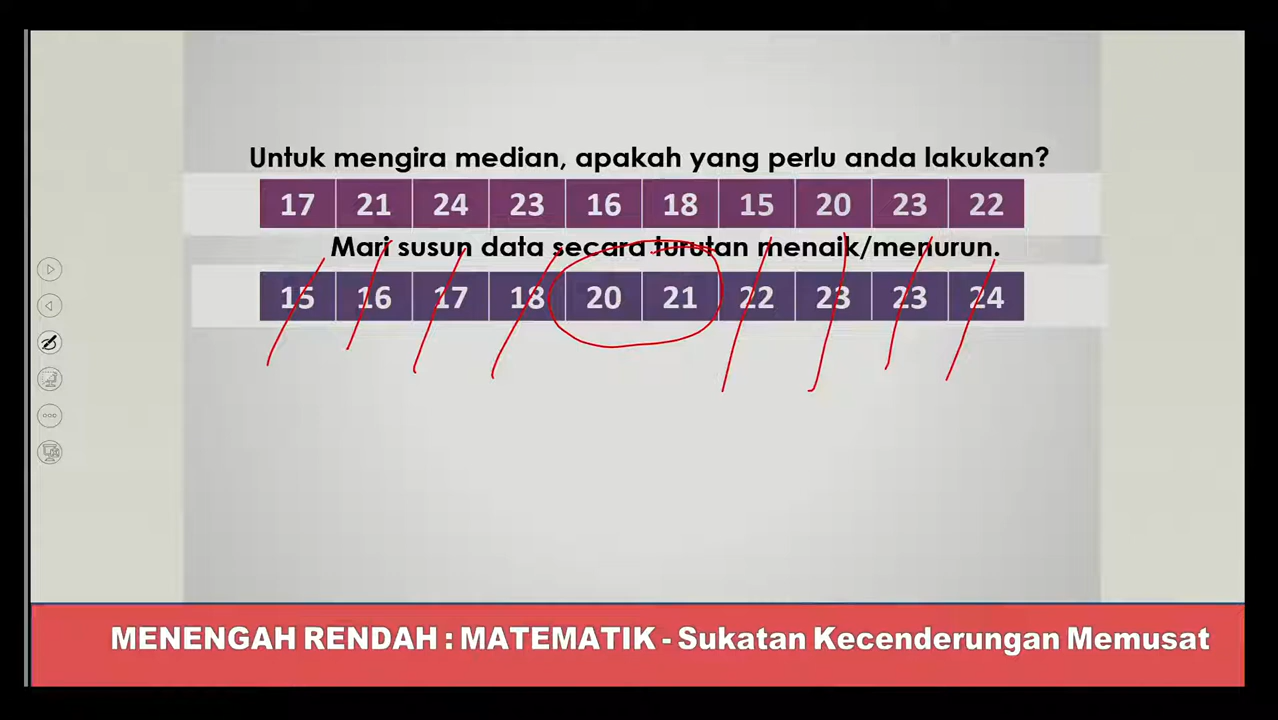 Untuk mengira median, apakah yang perlu anda lakukan?
17 21 24 23 16 18 15 20 23 22
Mari susun data secara turutan menaik/menurun.
15 16 17 18 20 21 22 23 23 24
MENENGAH RENDAH : MATEMATIK - Sukatan Kecenderungan Memusat